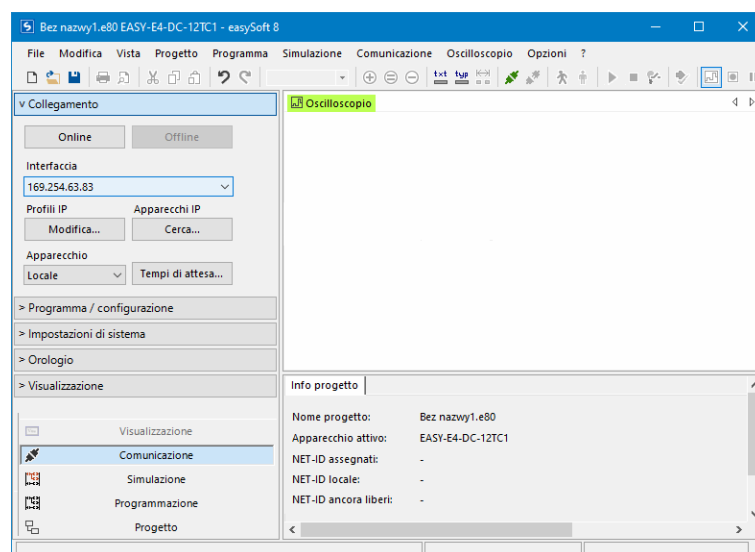 Bez nazwy1.e80 EASY-E4-DC-12TC1 - easySoft 8
File Modifica Vista Progetto Programma Simulazione Comunicazione Oscilloscopio Opzioni ?
txt typ
v Collegamento
Oscilloscopio
Online Offline
Interfaccia
169.254.63.83
Profili IP Apparecchi IP
Modifica... Cerca...
Apparecchio
Locale Tempi di attesa...
> Programma / configurazione
> Impostazioni di sistema
> Orologio
> Visualizzazione
Visualizzazione
Comunicazione
Simulazione
Programmazione
Progetto
Info progetto
Nome progetto: Bez nazwy1.e80
Apparecchio attivo: EASY-E4-DC-12TC1
NET-ID assegnati: -
NET-ID locale: -
NET-ID ancora liberi: -